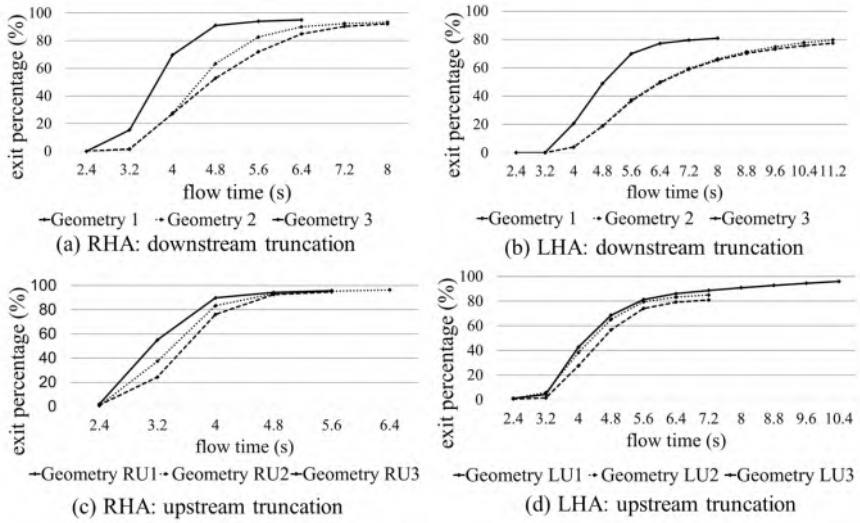 exit percentage (%)
100
80
60
40
20
0
2.4 3.2 4 4.8 5.6 6.4 7.2 8
flow time (s)
Geometry 1 Geometry 2 Geometry 3
(a) RHA: downstream truncation
exit percentage (%)
100
80
60
40
20
0
2.4 3.2 4 4.8 5.6 6.4 7.2 8 8.8 9.6 10.4 11.2
flow time (s)
Geometry 1 Geometry 2 Geometry 3
(b) LHA: downstream truncation
exit percentage (%)
100
80
60
40
20
0
2.4 3.2 4 4.8 5.6 6.4
flow time (s)
Geometry RU1 Geometry RU2 Geometry RU3
(c) RHA: upstream truncation
exit percentage (%)
100
80
60
40
20
0
2.4 3.2 4 4.8 5.6 6.4 7.2 8 8.8 9.6 10.4
flow time (s)
Geometry LU1 Geometry LU2 Geometry LU3
(d) LHA: upstream truncation